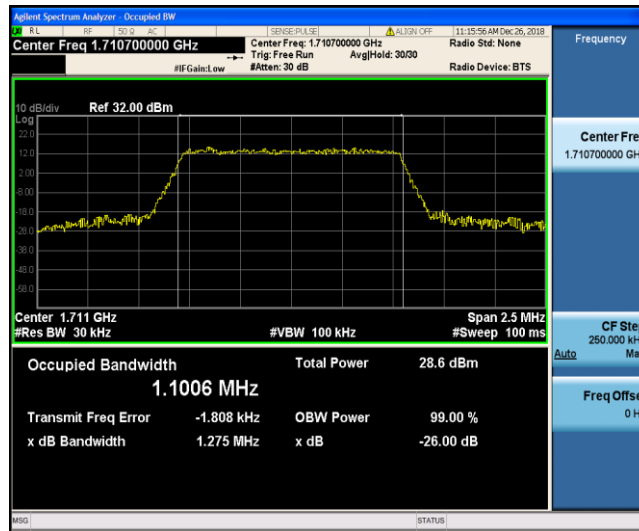 Agilent Spectrum Analyzer - Occupied BW
RL RF 50 Ω AC SENSE:PULSE ALIGN OFF 11:15:56 AM Dec 26, 2018
Center Freq 1.710700000 GHz Center Freq: 1.710700000 GHz Radio Std: None
Trig: Free Run Avg|Hold: 30/30
#IFGain:Low #Atten: 30 dB Radio Device: BTS
10 dB/div Ref 32.00 dBm
Log
22.0
12.0
2.00
-8.00
-18.0
-28.0
-38.0
-48.0
-58.0
Center 1.711 GHz Span 2.5 MHz
#Res BW 30 kHz #VBW 100 kHz #Sweep 100 ms
Occupied Bandwidth Total Power 28.6 dBm
1.1006 MHz
Transmit Freq Error -1.808 kHz OBW Power 99.00 %
x dB Bandwidth 1.275 MHz x dB -26.00 dB
MSG STATUS
Frequency
Center Fre
1.710700000 GH
CF Ste
250.000 kH
Auto Ma
Freq Offse
0 H